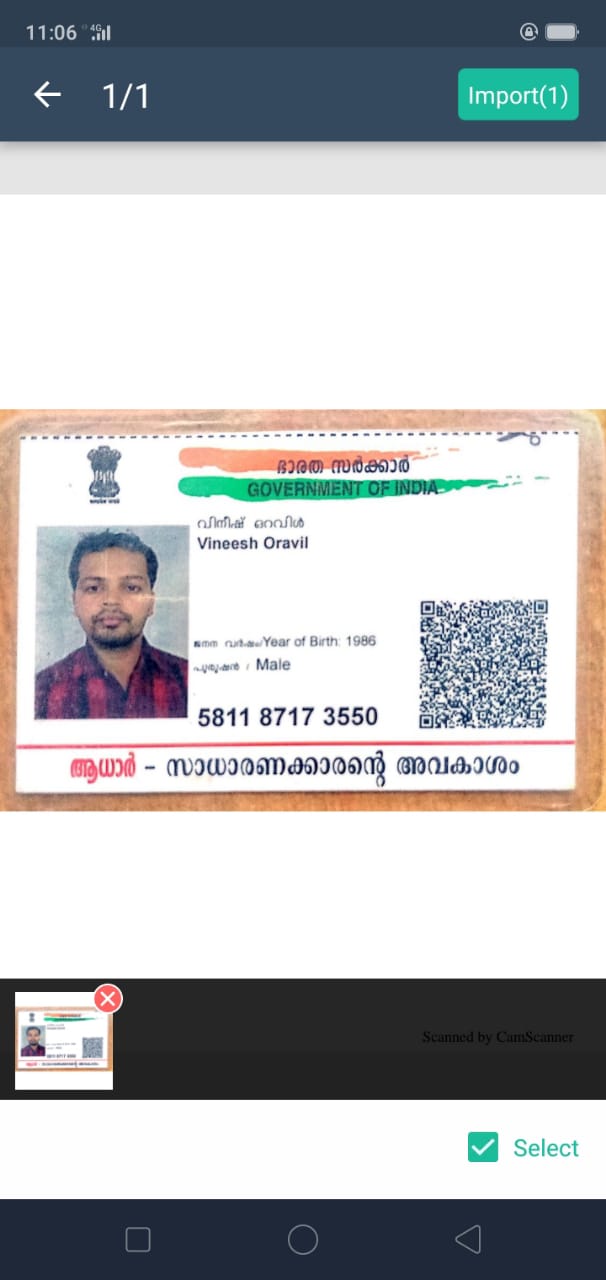 11:06 4G
1/1
Import(1)
ഭാരത സർക്കാർ
GOVERNMENT OF INDIA
വിനീഷ് ഒറവിൽ
Vineesh Oravil
ജനന വർഷം/Year of Birth: 1986
പുരുഷൻ / Male
5811 8717 3550
ആധാർ - സാധാരണക്കാരന്റെ അവകാശം
Scanned by CamScanner
Select